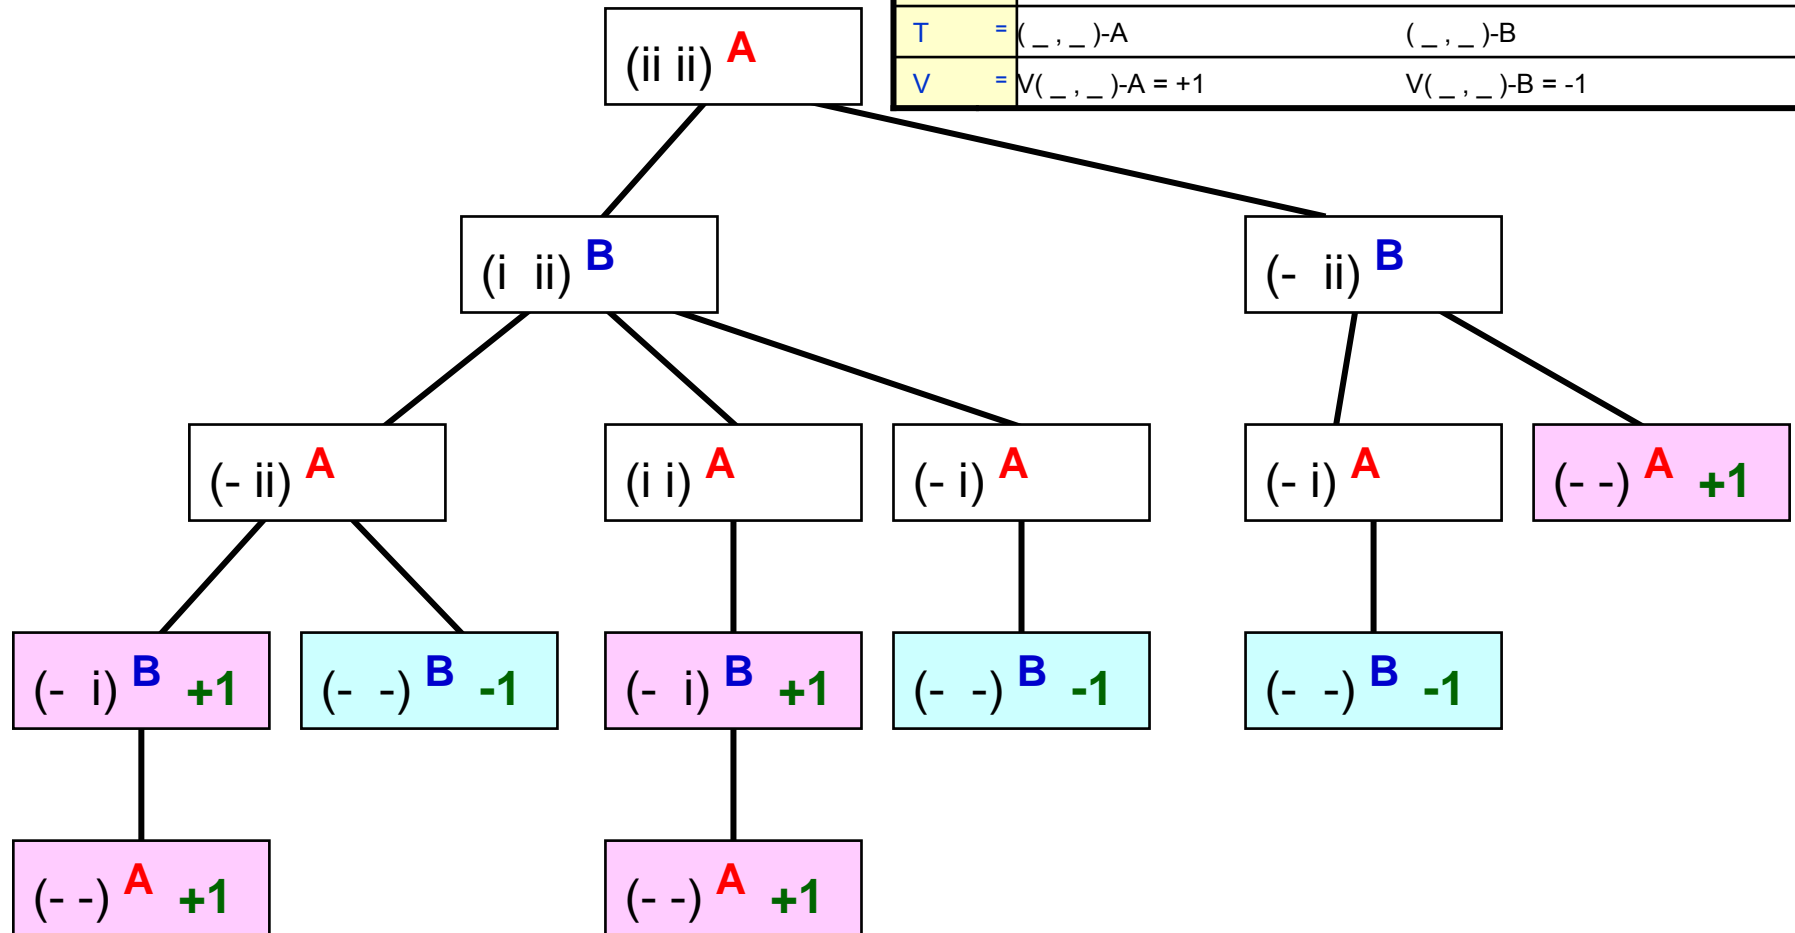 T = ( _ , _ )-A ( _ , _ )-B
V = V( _ , _ )-A = +1 V( _ , _ )-B = -1
(ii ii) A
(i ii) B
(- ii) B
(- ii) A
(i i) A
(- i) A
(- i) A
(- -) A +1
(- i) B +1
(- -) B -1
(- i) B +1
(- -) B -1
(- -) B -1
(- -) A +1
(- -) A +1